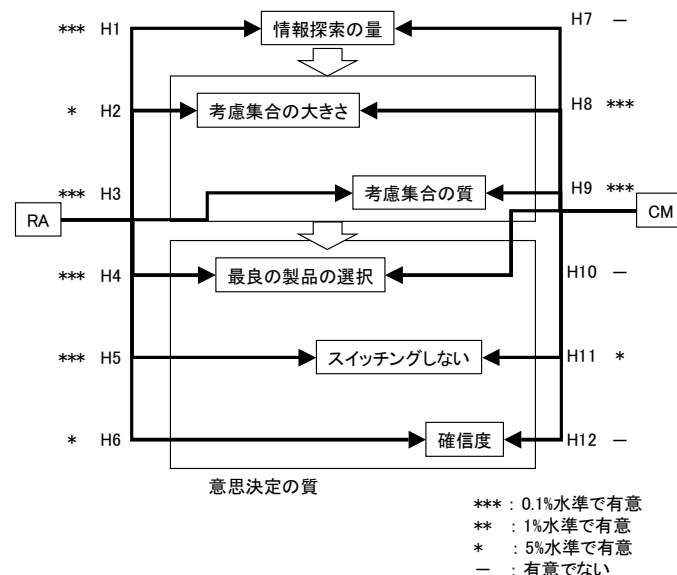 *** H1 情報探索の量 H7 －
* H2 考慮集合の大きさ H8 ***
*** H3 考慮集合の質 H9 ***
RA CM
*** H4 最良の製品の選択 H10 －
*** H5 スイッチングしない H11 *
* H6 確信度 H12 －
意思決定の質
*** : 0.1%水準で有意
** : 1%水準で有意
* : 5%水準で有意
－ : 有意でない